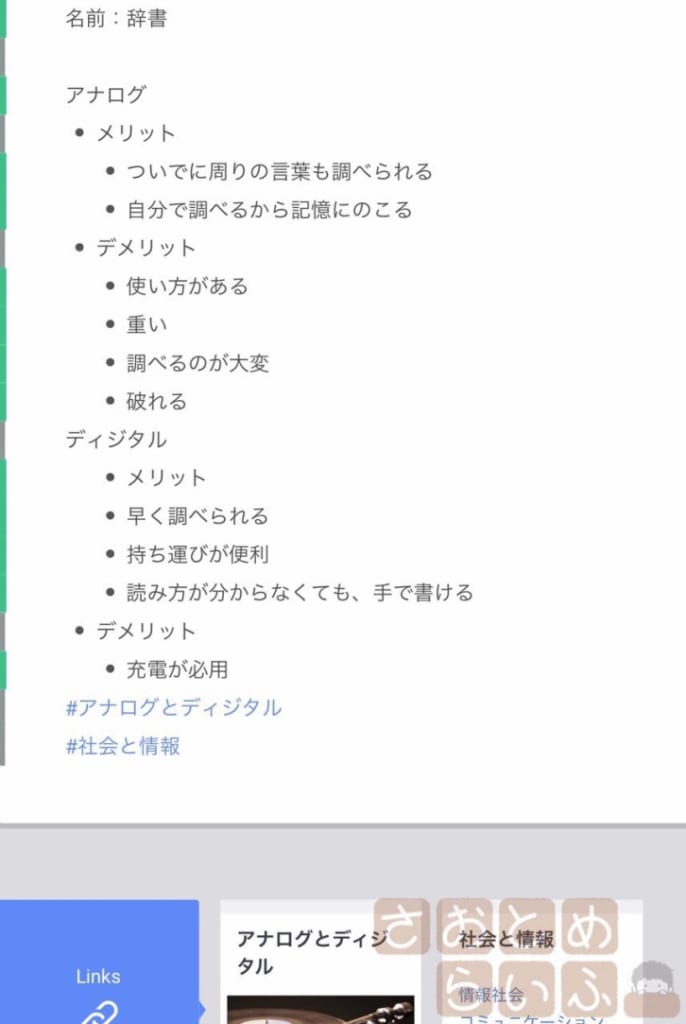 名前：辞書
アナログ
メリット
ついでに周りの言葉も調べられる
自分で調べるから記憶にのこる
デメリット
使い方がある
重い
調べるのが大変
破れる
ディジタル
メリット
早く調べられる
持ち運びが便利
読み方が分からなくても、手で書ける
デメリット
充電が必用
#アナログとディジタル
#社会と情報
Links
アナログとディジ
タル
社会と情報
情報社会
コミュニケーション
さおとめ
らいふ